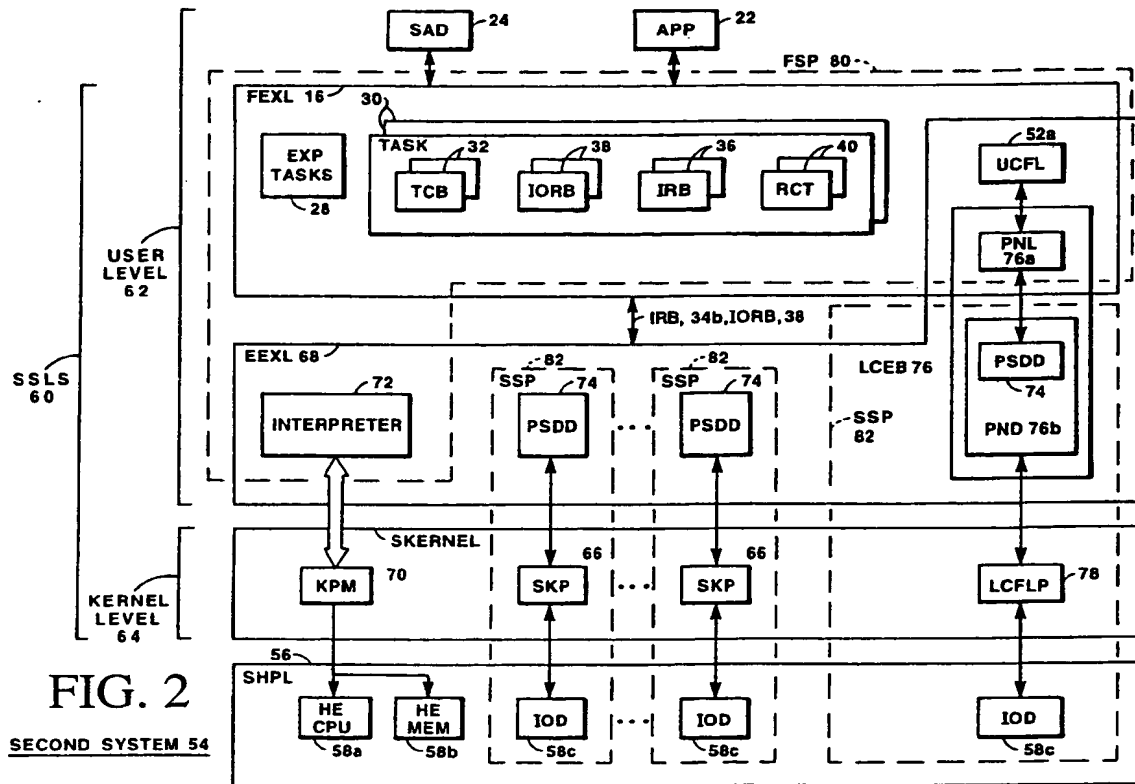 SAD 24
APP 22
FSP 80
FEXL 16
30
EXP TASKS
28
TASK
32
TCB
38
IORB
36
IRB
40
RCT
52a
UCFL
PNL 76a
USER LEVEL 62
IRB, 34b, IORB, 38
EEXL 68
72
INTERPRETER
82
SSP
74
PSDD
82
SSP
74
PSDD
LCEB 76
PSDD
74
PND 76b
SSP 82
SSLS 60
SKERNEL
KPM
70
66
SKP
66
SKP
LCFLP
78
KERNEL LEVEL 64
56
SHPL
HE CPU
58a
HE MEM
58b
IOD
58c
IOD
58c
IOD
58c
FIG. 2
SECOND SYSTEM 54